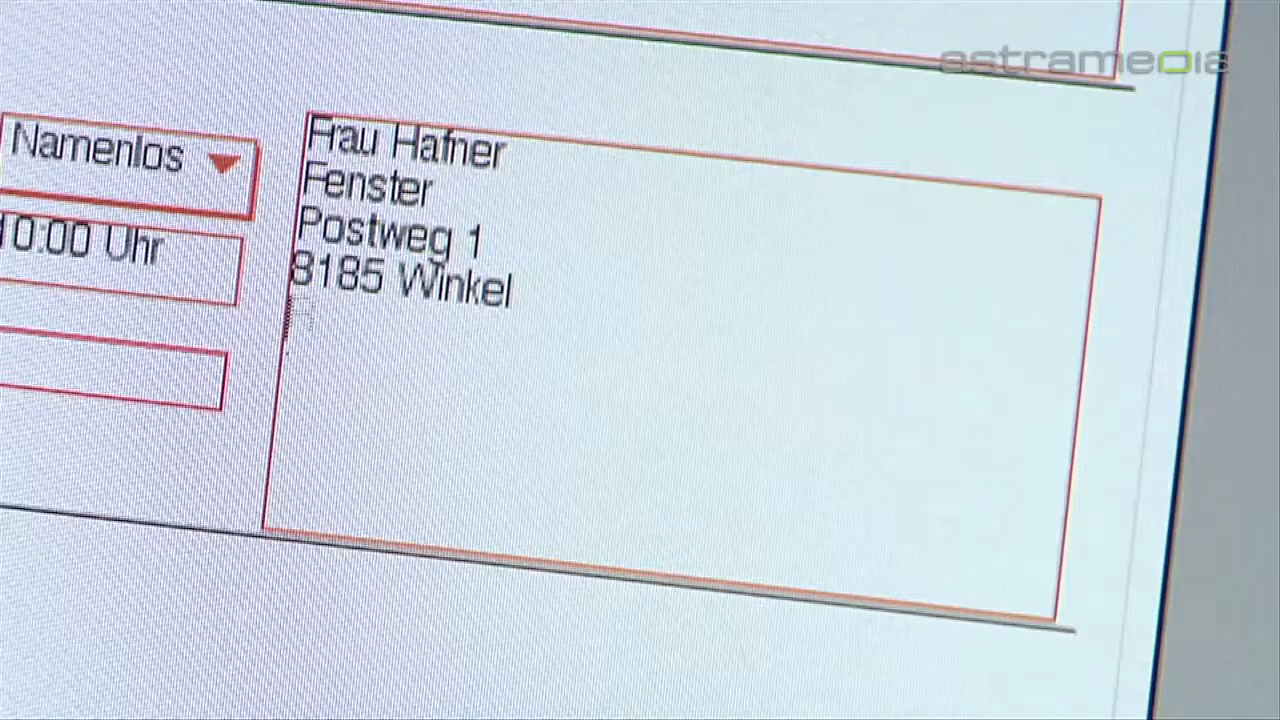 astramedia
Namenlos
10:00 Uhr
Frau Hafner
Fenster
Postweg 1
8185 Winkel